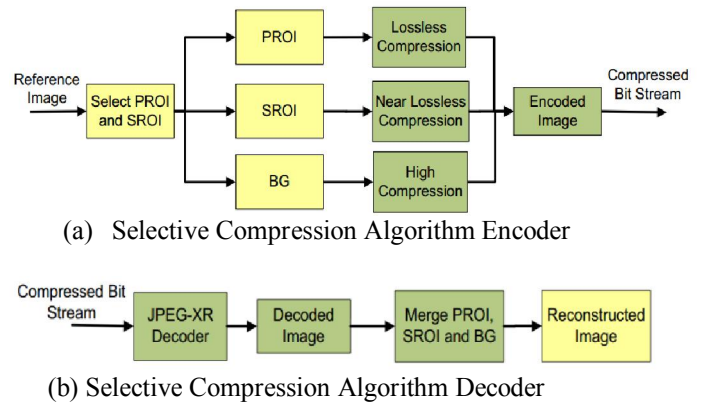 PROI
Lossless
Compression
Reference
Image
Select PROI
and SROI
SROI
Near Lossless
Compression
Encoded
Image
Compressed
Bit Stream
BG
High
Compression
(a) Selective Compression Algorithm Encoder
Compressed Bit
Stream
JPEG-XR
Decoder
Decoded
Image
Merge PROI,
SROI and BG
Reconstructed
Image
(b) Selective Compression Algorithm Decoder